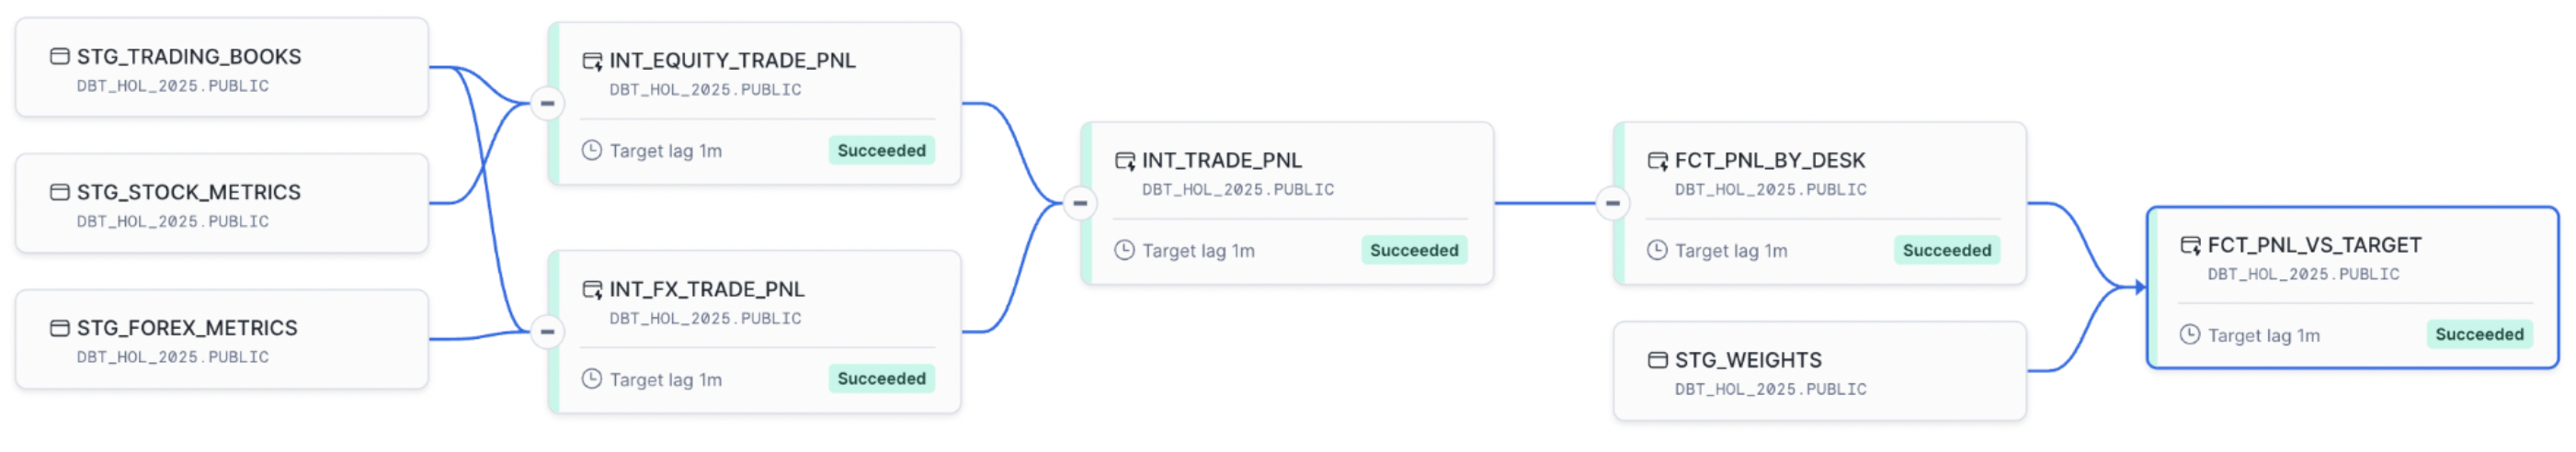 STG_TRADING_BOOKS
DBT_HOL_2025.PUBLIC
STG_STOCK_METRICS
DBT_HOL_2025.PUBLIC
STG_FOREX_METRICS
DBT_HOL_2025.PUBLIC
INT_EQUITY_TRADE_PNL
DBT_HOL_2025.PUBLIC
Target lag 1m Succeeded
INT_FX_TRADE_PNL
DBT_HOL_2025.PUBLIC
Target lag 1m Succeeded
INT_TRADE_PNL
DBT_HOL_2025.PUBLIC
Target lag 1m Succeeded
FCT_PNL_BY_DESK
DBT_HOL_2025.PUBLIC
Target lag 1m Succeeded
STG_WEIGHTS
DBT_HOL_2025.PUBLIC
FCT_PNL_VS_TARGET
DBT_HOL_2025.PUBLIC
Target lag 1m Succeeded